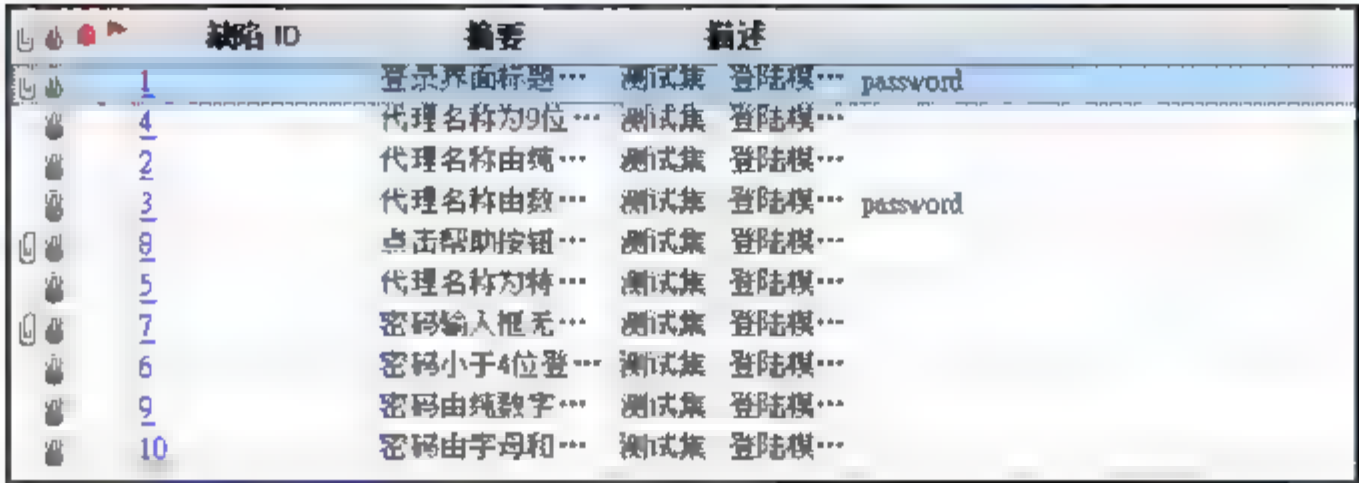 缺陷 ID 摘要 描述
1 登录界面标题… 测试集 登陆模… password
4 代理名称为9位… 测试集 登陆模…
2 代理名称由纯… 测试集 登陆模…
3 代理名称由数… 测试集 登陆模… password
8 点击帮助按钮… 测试集 登陆模…
5 代理名称为特… 测试集 登陆模…
7 密码输入框无… 测试集 登陆模…
6 密码小于4位登… 测试集 登陆模…
9 密码由纯数字… 测试集 登陆模…
10 密码由字母和… 测试集 登陆模…